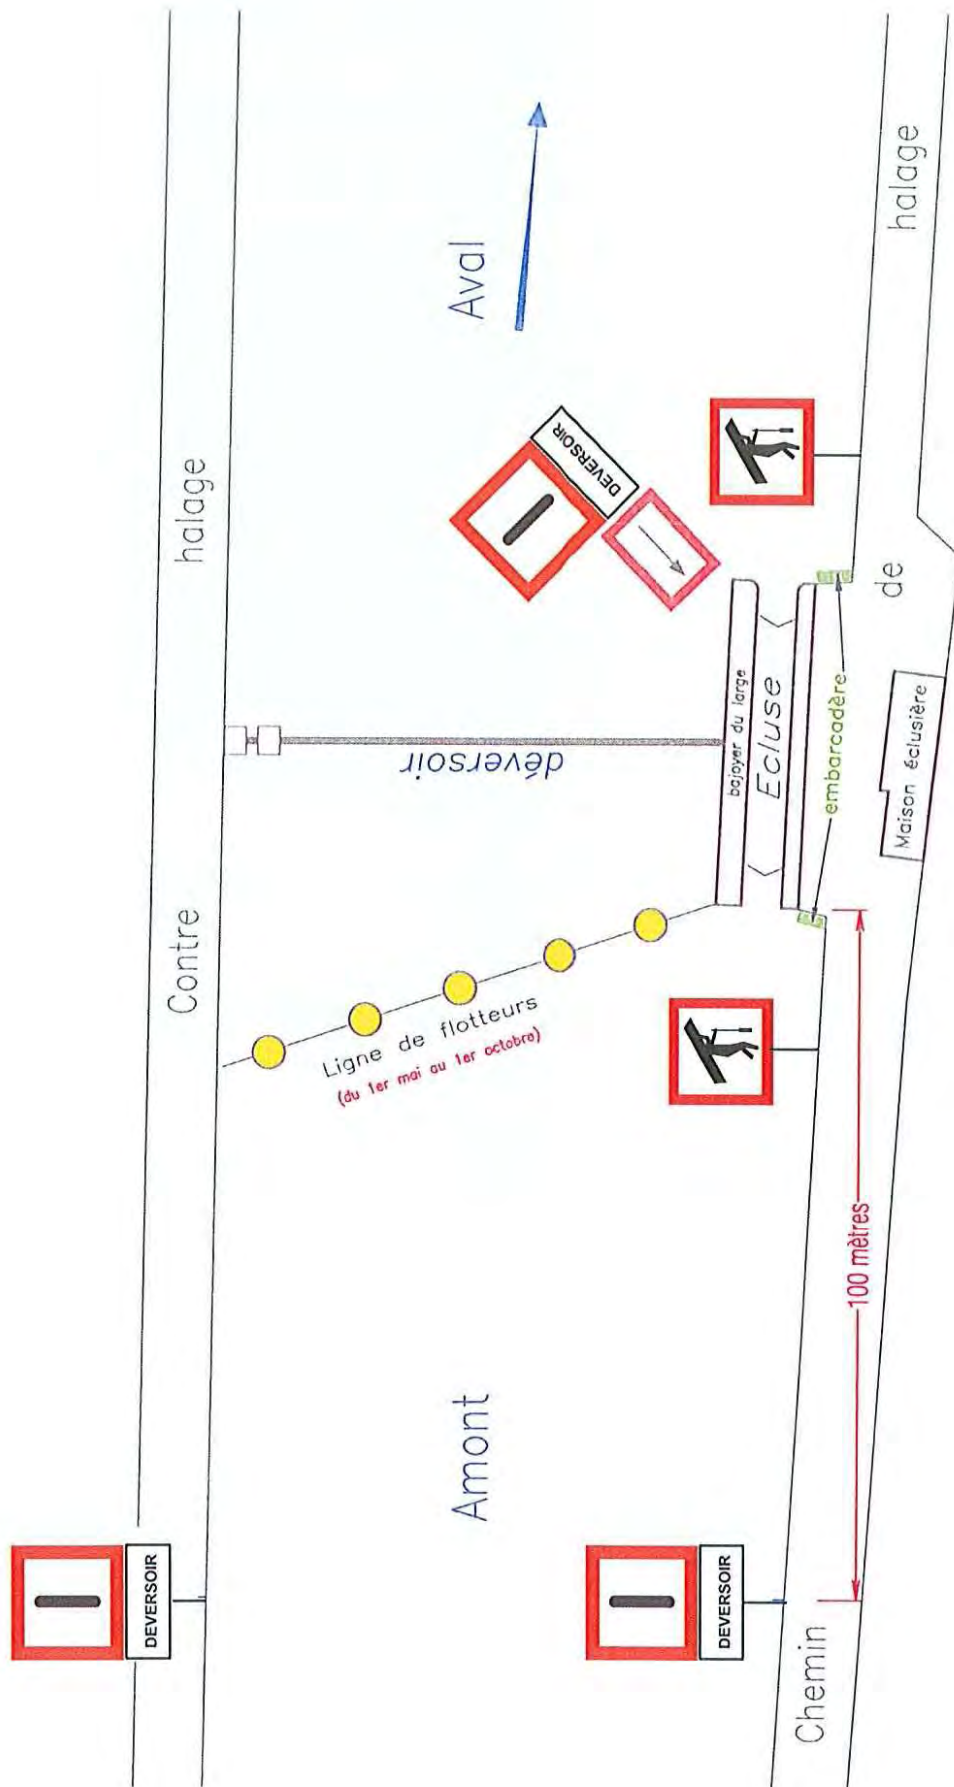 DEVERSOIR
Contre
halage
Amont
Aval
Ligne de flotteurs
(du 1er mai au 1er octobre)
déversoir
DEVERSOIR
DEVERSOIR
bajoyer du large
Ecluse
embarcadère
Maison éclusière
100 mètres
Chemin
de
halage